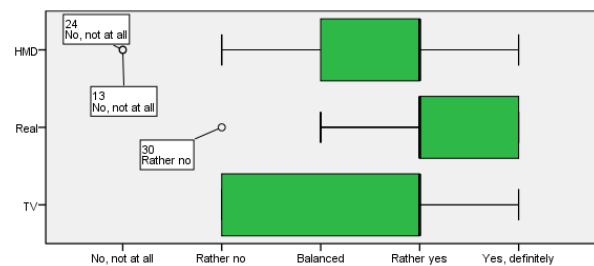 24
No, not at all
HMD
13
No, not at all
Real
30
Rather no
TV
No, not at all
Rather no
Balanced
Rather yes
Yes, definitely